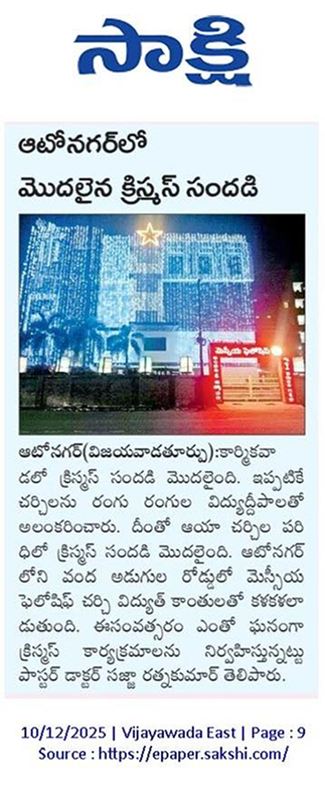 సాక్షి
ఆటోనగర్‌లో
మొదలైన క్రిస్మస్ సందడి
మెస్సీయ ఫెలోషిప్
ఆటోనగర్(విజయవాడతూర్పు):కార్మికవా
డలో క్రిస్మస్ సందడి మొదలైంది. ఇప్పటికే
చర్చిలను రంగు రంగుల విద్యుద్దీపాలతో
అలంకరించారు. దీంతో ఆయా చర్చిల పరి
ధిలో క్రిస్మస్ సందడి మొదలైంది. ఆటోనగర్
లోని వంద అడుగుల రోడ్డులో మెస్సీయ
ఫెలోషిఫ్ చర్చి విద్యుత్ కాంతులతో కళకళలా
డుతుంది. ఈసంవత్సరం ఎంతో ఘనంగా
క్రిస్మస్ కార్యక్రమాలను నిర్వహిస్తున్నట్టు
పాస్టర్ డాక్టర్ సజ్జా రత్నకుమార్ తెలిపారు.
10/12/2025 | Vijayawada East | Page : 9
Source : https://epaper.sakshi.com/